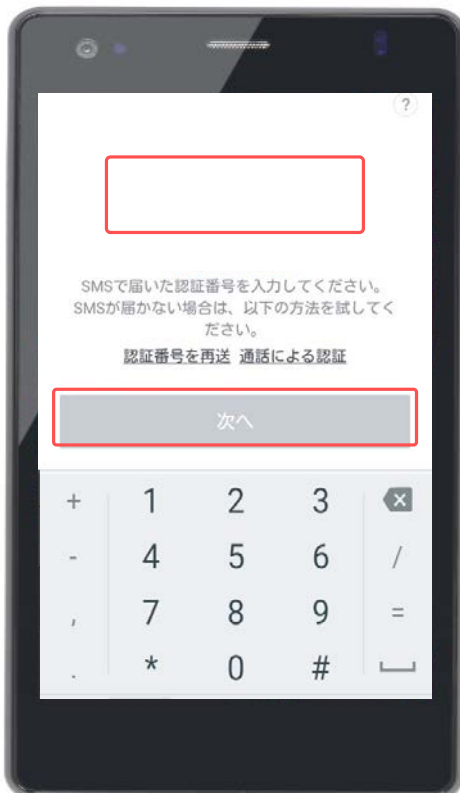 ?
SMSで届いた認証番号を入力してください。
SMSが届かない場合は、以下の方法を試してく
ださい。
認証番号を再送 通話による認証
次へ
+ 1 2 3
- 4 5 6 /
, 7 8 9 =
. * 0 #